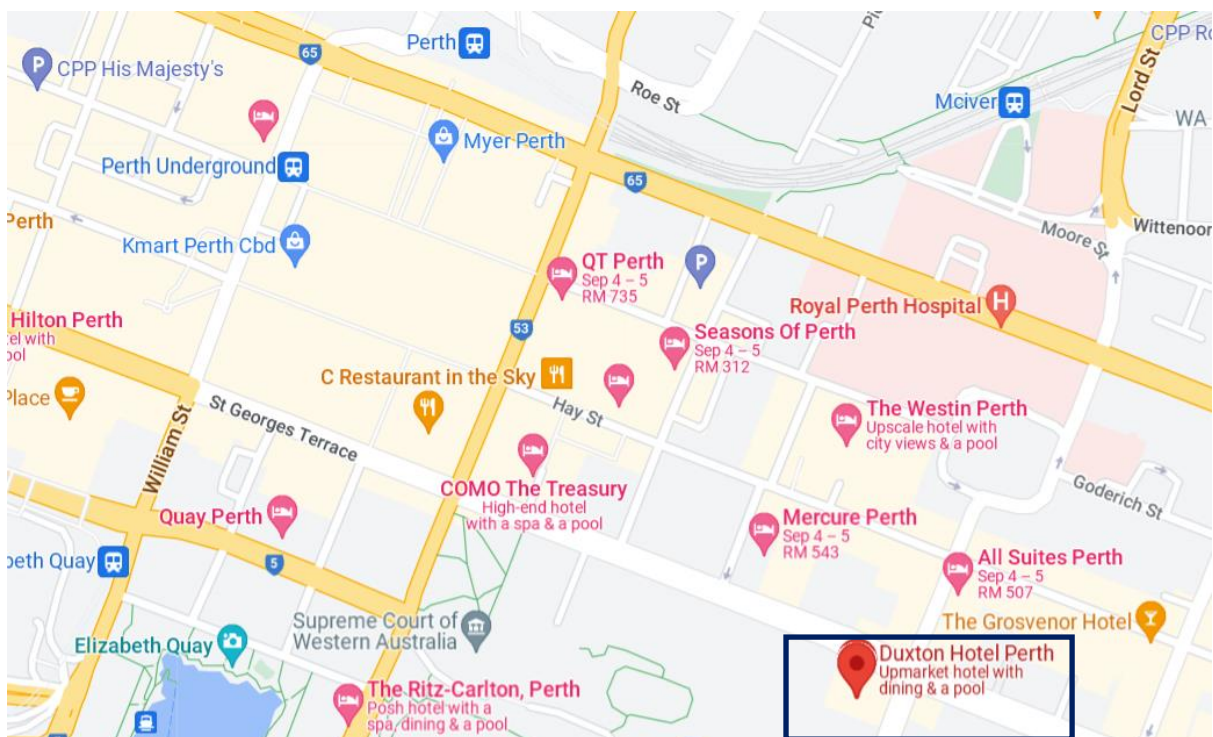 Perth
65
CPP His Majesty's
Roe St
Mciver
Lord St
CPP Ro
WA
Myer Perth
Perth Underground
65
Perth
Kmart Perth Cbd
Moore St
Wittenoor
QT Perth
Sep 4 – 5
RM 735
Royal Perth Hospital
H
Hilton Perth
tel with
ool
53
Seasons Of Perth
Sep 4 – 5
RM 312
C Restaurant in the Sky
Place
Hay St
The Westin Perth
Upscale hotel with
city views & a pool
St Georges Terrace
William St
COMO The Treasury
High-end hotel
with a spa & a pool
Goderich St
Quay Perth
Mercure Perth
Sep 4 – 5
RM 543
beth Quay
5
All Suites Perth
Sep 4 – 5
RM 507
Supreme Court of
Western Australia
The Grosvenor Hotel
Elizabeth Quay
Duxton Hotel Perth
Upmarket hotel with
dining & a pool
The Ritz-Carlton, Perth
Posh hotel with a
spa, dining & a pool
P
P